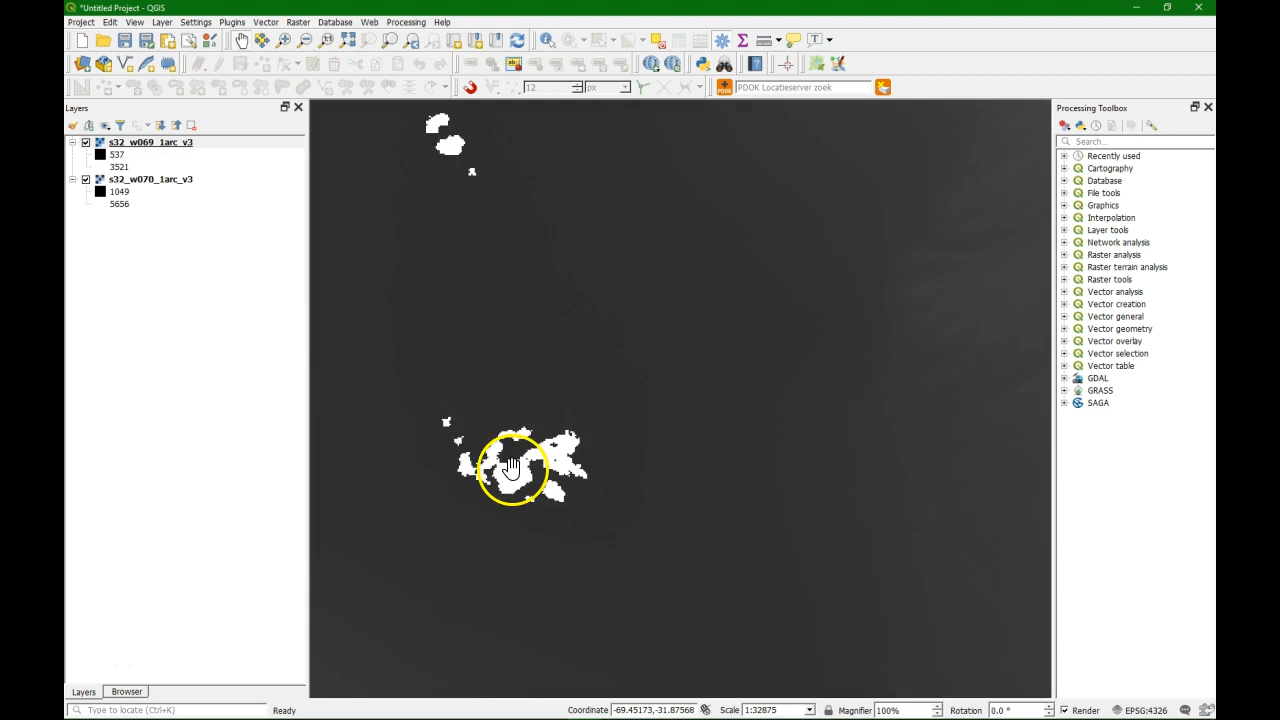 *Untitled Project - QGIS
Project Edit View Layer Settings Plugins Vector Raster Database Web Processing Help
12 px PDOK Locatieserver zoek
Layers
s32_w069_1arc_v3
537
3521
s32_w070_1arc_v3
1049
5656
Processing Toolbox
Search...
Recently used
Cartography
Database
File tools
Graphics
Interpolation
Layer tools
Network analysis
Raster analysis
Raster terrain analysis
Raster tools
Vector analysis
Vector creation
Vector general
Vector geometry
Vector overlay
Vector selection
Vector table
GDAL
GRASS
SAGA
Layers Browser
Type to locate (Ctrl+K) Ready Coordinate -69.45173,-31.87568 Scale 1:32875 Magnifier 100% Rotation 0.0 ° Render EPSG:4326